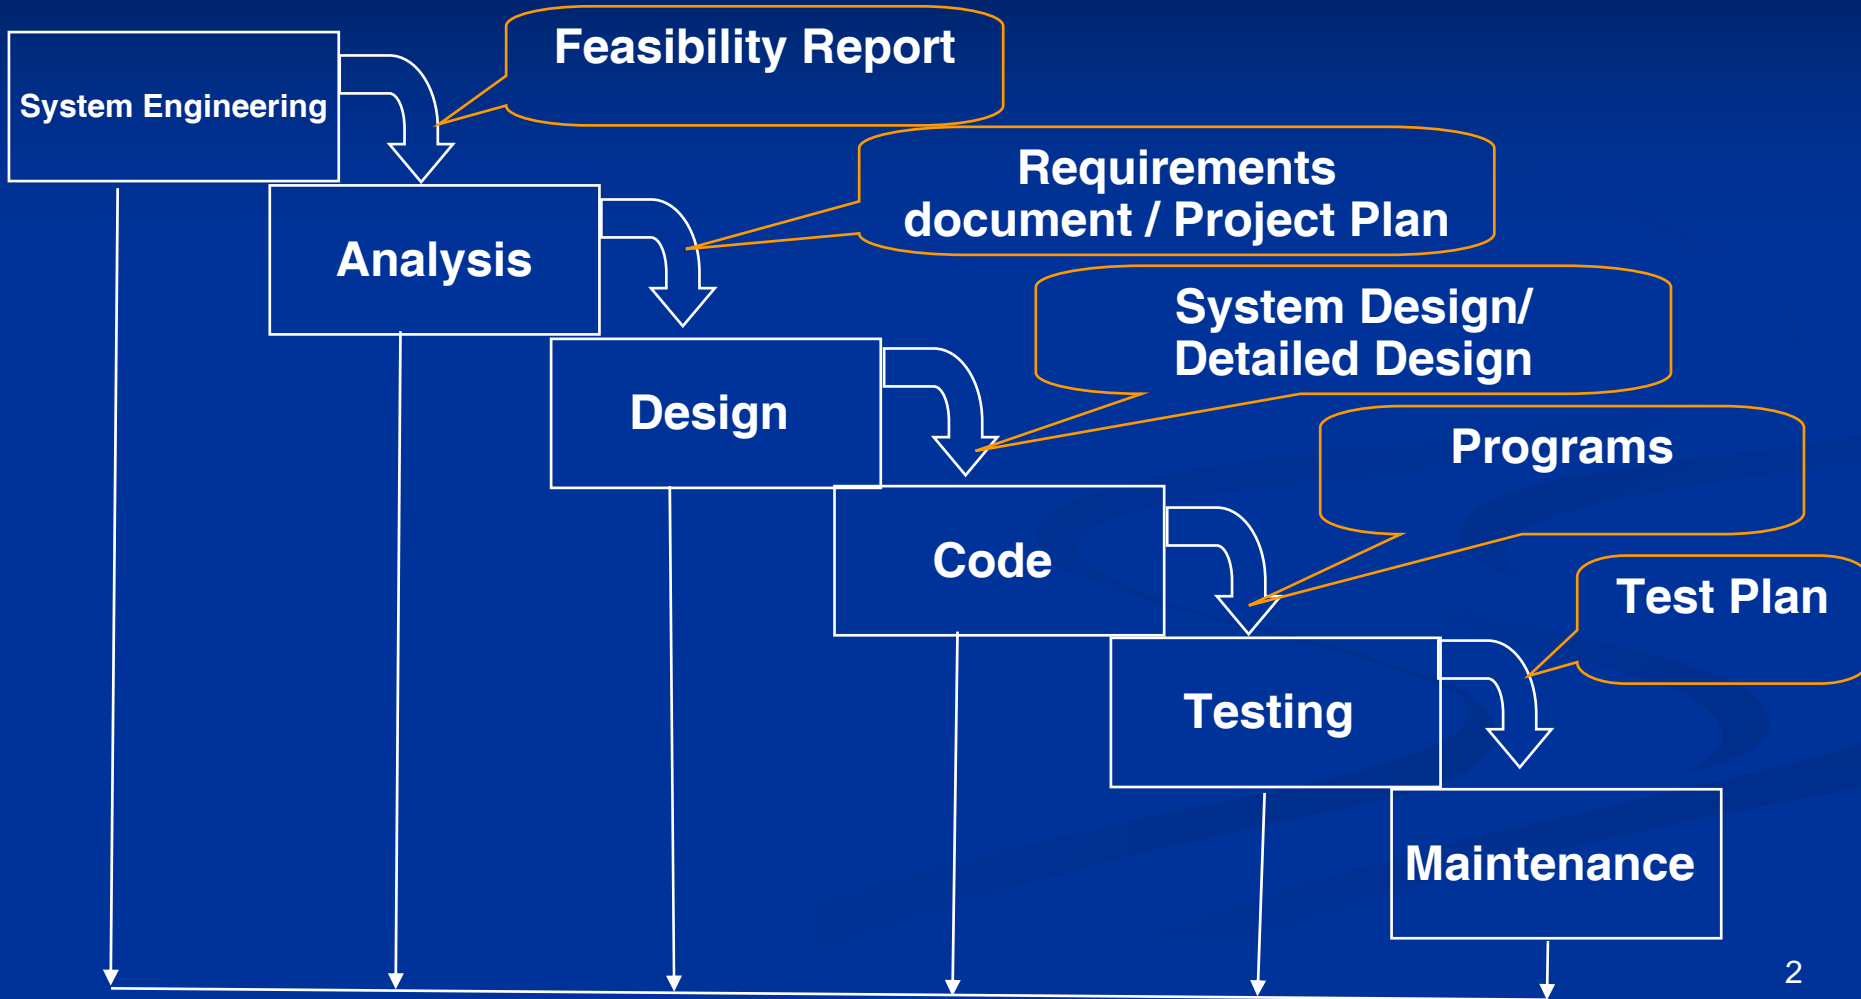 Feasibility Report
System Engineering
Requirements
document / Project Plan
Analysis
System Design/
Detailed Design
Design
Programs
Code
Test Plan
Testing
Maintenance
2